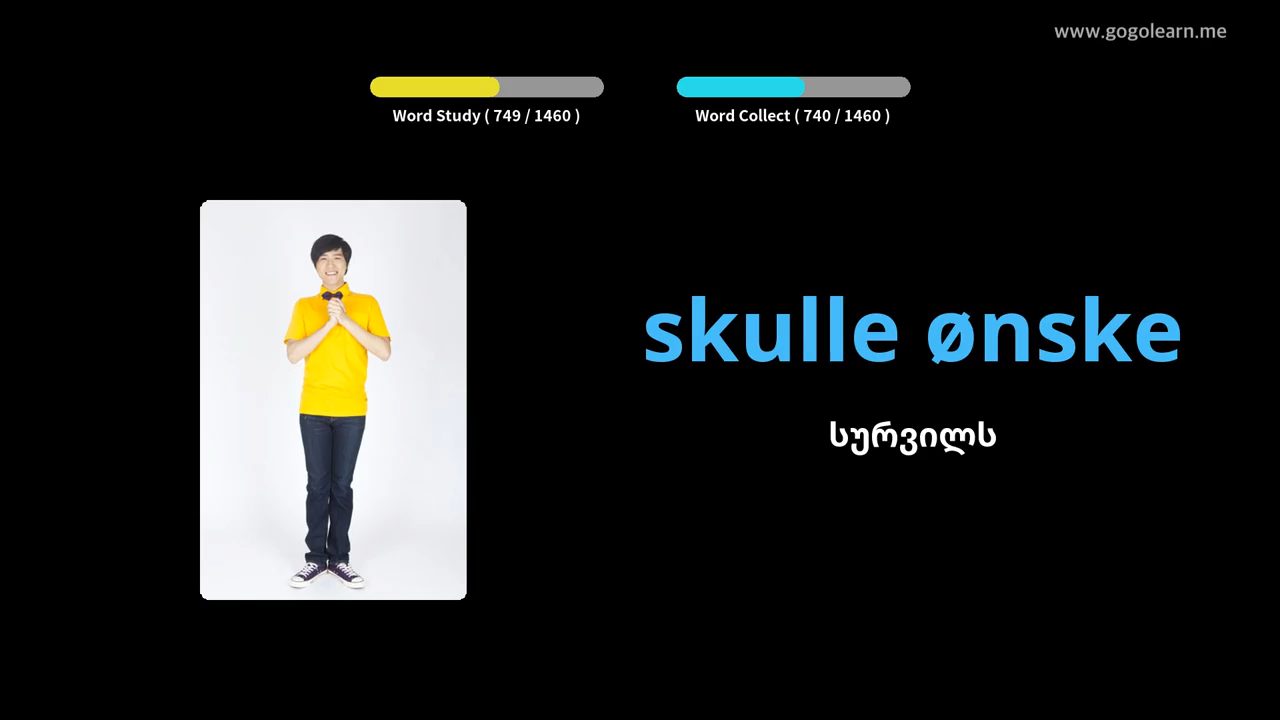 www.gogolearn.me
Word Study ( 749 / 1460 )
Word Collect ( 740 / 1460 )
skulle ønske
სურვილს